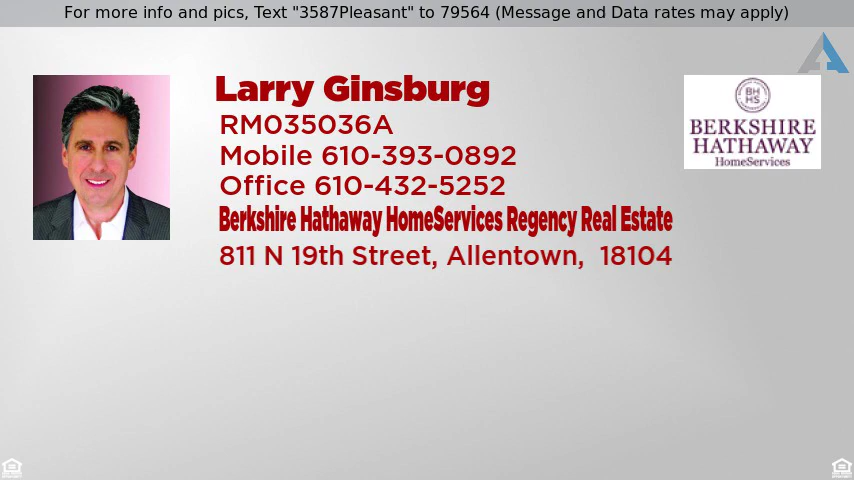 For more info and pics, Text "3587Pleasant" to 79564 (Message and Data rates may apply)
Larry Ginsburg
RM035036A
Mobile 610-393-0892
Office 610-432-5252
Berkshire Hathaway HomeServices Regency Real Estate
811 N 19th Street, Allentown,  18104
BH
HS
BERKSHIRE
HATHAWAY
HomeServices